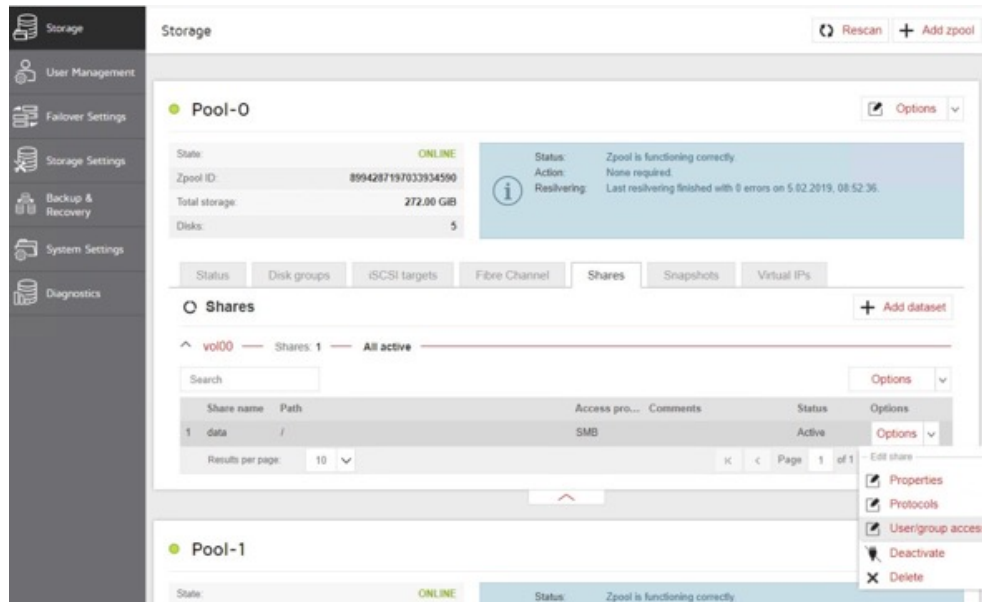 Storage
User Management
Failover Settings
Storage Settings
Backup &
Recovery
System Settings
Diagnostics
Storage
Rescan
Add zpool
Pool-0
Options
State: ONLINE
Zpool ID: 8994287197033934590
Total storage: 272.00 GiB
Disks: 5
Status: Zpool is functioning correctly.
Action: None required.
Resilvering: Last resilvering finished with 0 errors on 5.02.2019, 08:52:36.
Status Disk groups iSCSI targets Fibre Channel Shares Snapshots Virtual IPs
Shares
Add dataset
vol00 Shares: 1 All active
Search
Options
Share name Path Access pro... Comments Status Options
1 data / SMB Active Options
Results per page: 10 Page 1 of 1
Edit share
Properties
Protocols
User/group acces
Deactivate
Delete
Pool-1
State: ONLINE
Status: Zpool is functioning correctly.